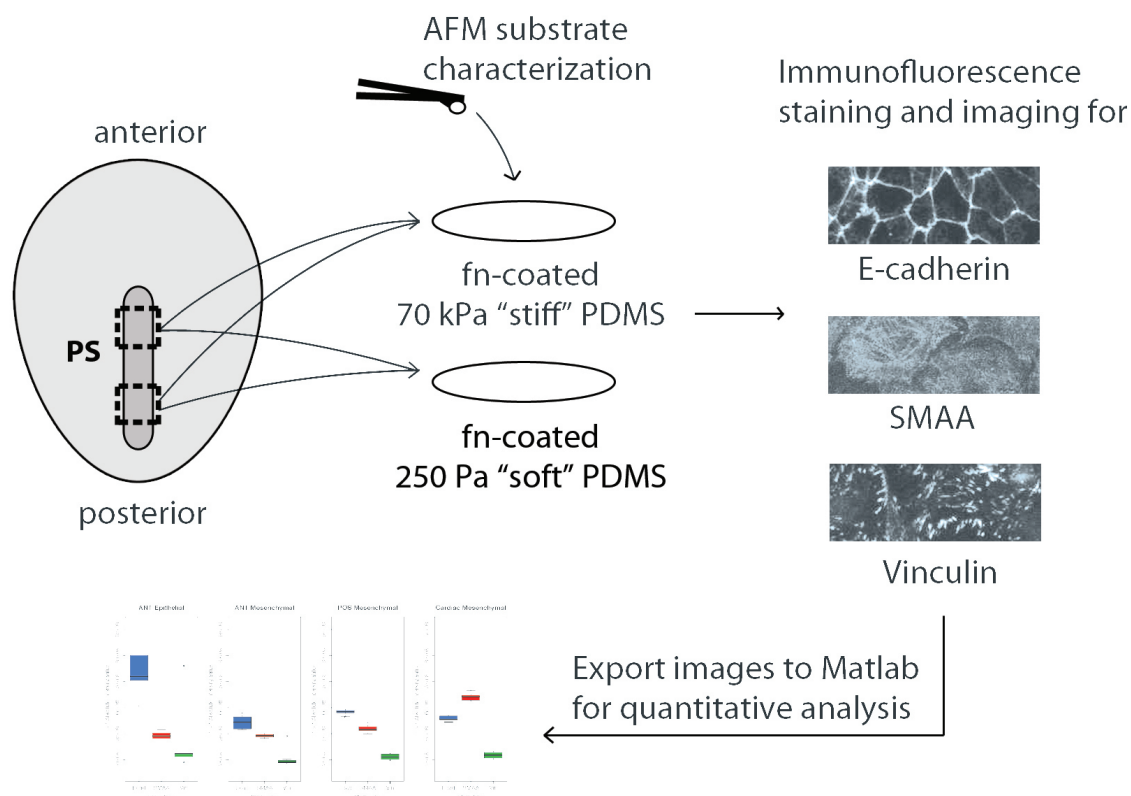 AFM substrate
characterization
Immunofluorescence
staining and imaging for
anterior
PS
posterior
fn-coated
70 kPa “stiff” PDMS
fn-coated
250 Pa “soft” PDMS
E-cadherin
SMAA
Vinculin
Export images to Matlab
for quantitative analysis
ANT Epithelial
ANT Mesenchymal
POS Mesenchymal
Cardiac Mesenchymal